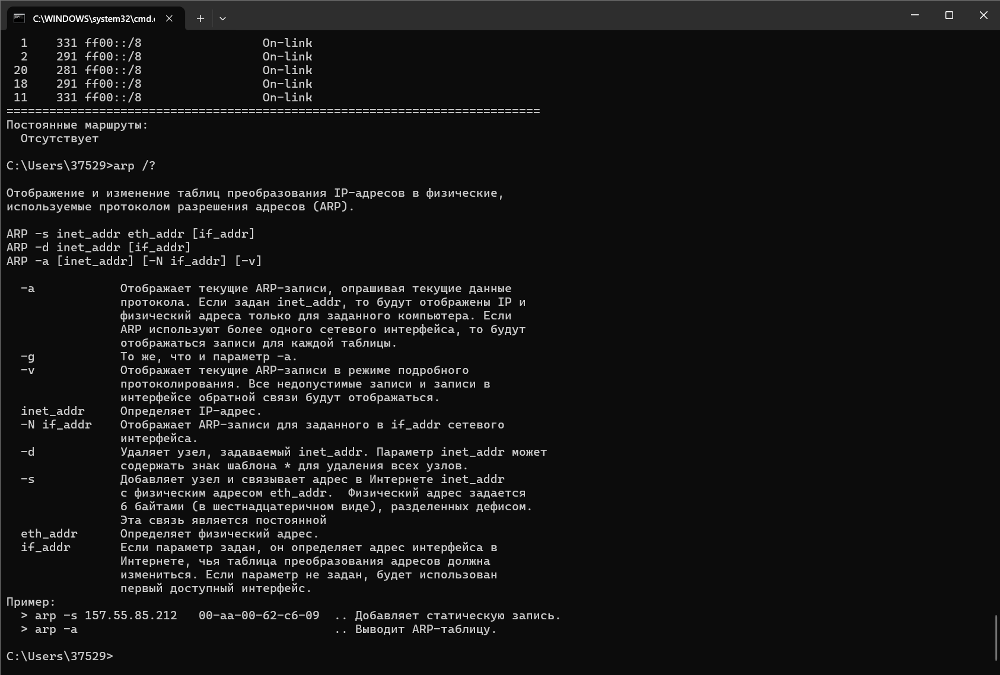 C:\WINDOWS\system32\cmd.
1 331 ff00::/8 On-link
2 291 ff00::/8 On-link
20 281 ff00::/8 On-link
18 291 ff00::/8 On-link
11 331 ff00::/8 On-link
===========================================================================
Постоянные маршруты:
Отсутствует
C:\Users\37529>arp /?
Отображение и изменение таблиц преобразования IP-адресов в физические,
используемые протоколом разрешения адресов (ARP).
ARP -s inet_addr eth_addr [if_addr]
ARP -d inet_addr [if_addr]
ARP -a [inet_addr] [-N if_addr] [-v]
-a Отображает текущие ARP-записи, опрашивая текущие данные
протокола. Если задан inet_addr, то будут отображены IP и
физический адреса только для заданного компьютера. Если
ARP используют более одного сетевого интерфейса, то будут
отображаться записи для каждой таблицы.
-g То же, что и параметр -a.
-v Отображает текущие ARP-записи в режиме подробного
протоколирования. Все недопустимые записи и записи в
интерфейсе обратной связи будут отображаться.
inet_addr Определяет IP-адрес.
-N if_addr Отображает ARP-записи для заданного в if_addr сетевого
интерфейса.
-d Удаляет узел, задаваемый inet_addr. Параметр inet_addr может
содержать знак шаблона * для удаления всех узлов.
-s Добавляет узел и связывает адрес в Интернете inet_addr
с физическим адресом eth_addr.  Физический адрес задается
6 байтами (в шестнадцатеричном виде), разделенных дефисом.
Эта связь является постоянной
eth_addr Определяет физический адрес.
if_addr Если параметр задан, он определяет адрес интерфейса в
Интернете, чья таблица преобразования адресов должна
измениться. Если параметр не задан, будет использован
первый доступный интерфейс.
Пример:
> arp -s 157.55.85.212 00-aa-00-62-c6-09 .. Добавляет статическую запись.
> arp -a .. Выводит ARP-таблицу.
C:\Users\37529>